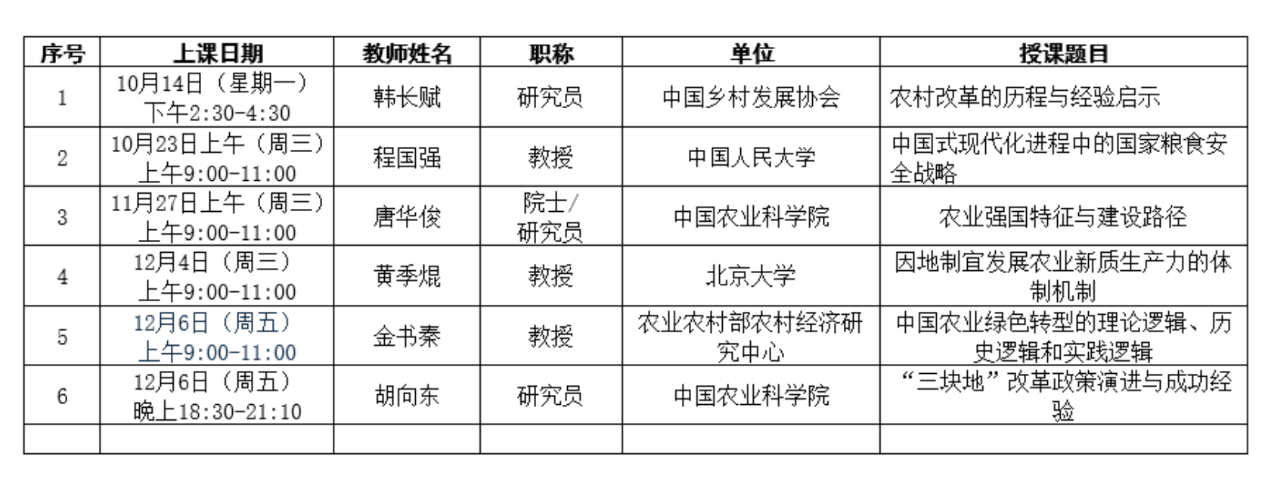 序号 上课日期 教师姓名 职称 单位 授课题目
1 10月14日（星期一） 下午2:30-4:30 韩长赋 研究员 中国乡村发展协会 农村改革的历程与经验启示
2 10月23日上午（周三） 上午9:00-11:00 程国强 教授 中国人民大学 中国式现代化进程中的国家粮食安全战略
3 11月27日上午（周三） 上午9:00-11:00 唐华俊 院士/研究员 中国农业科学院 农业强国特征与建设路径
4 12月4日（周三） 上午9:00-11:00 黄季焜 教授 北京大学 因地制宜发展农业新质生产力的体制机制
5 12月6日（周五） 上午9:00-11:00 金书秦 教授 农业农村部农村经济研究中心 中国农业绿色转型的理论逻辑、历史逻辑和实践逻辑
6 12月6日（周五） 晚上18:30-21:10 胡向东 研究员 中国农业科学院 “三块地”改革政策演进与成功经验